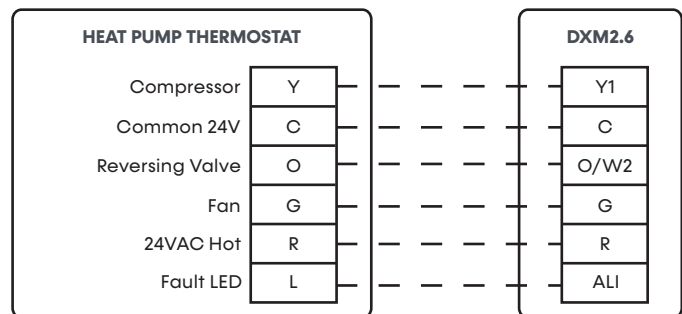 HEAT PUMP THERMOSTAT DXM2.6
Compressor Y Y1
Common 24V C C
Reversing Valve O O/W2
Fan G G
24VAC Hot R R
Fault LED L ALI